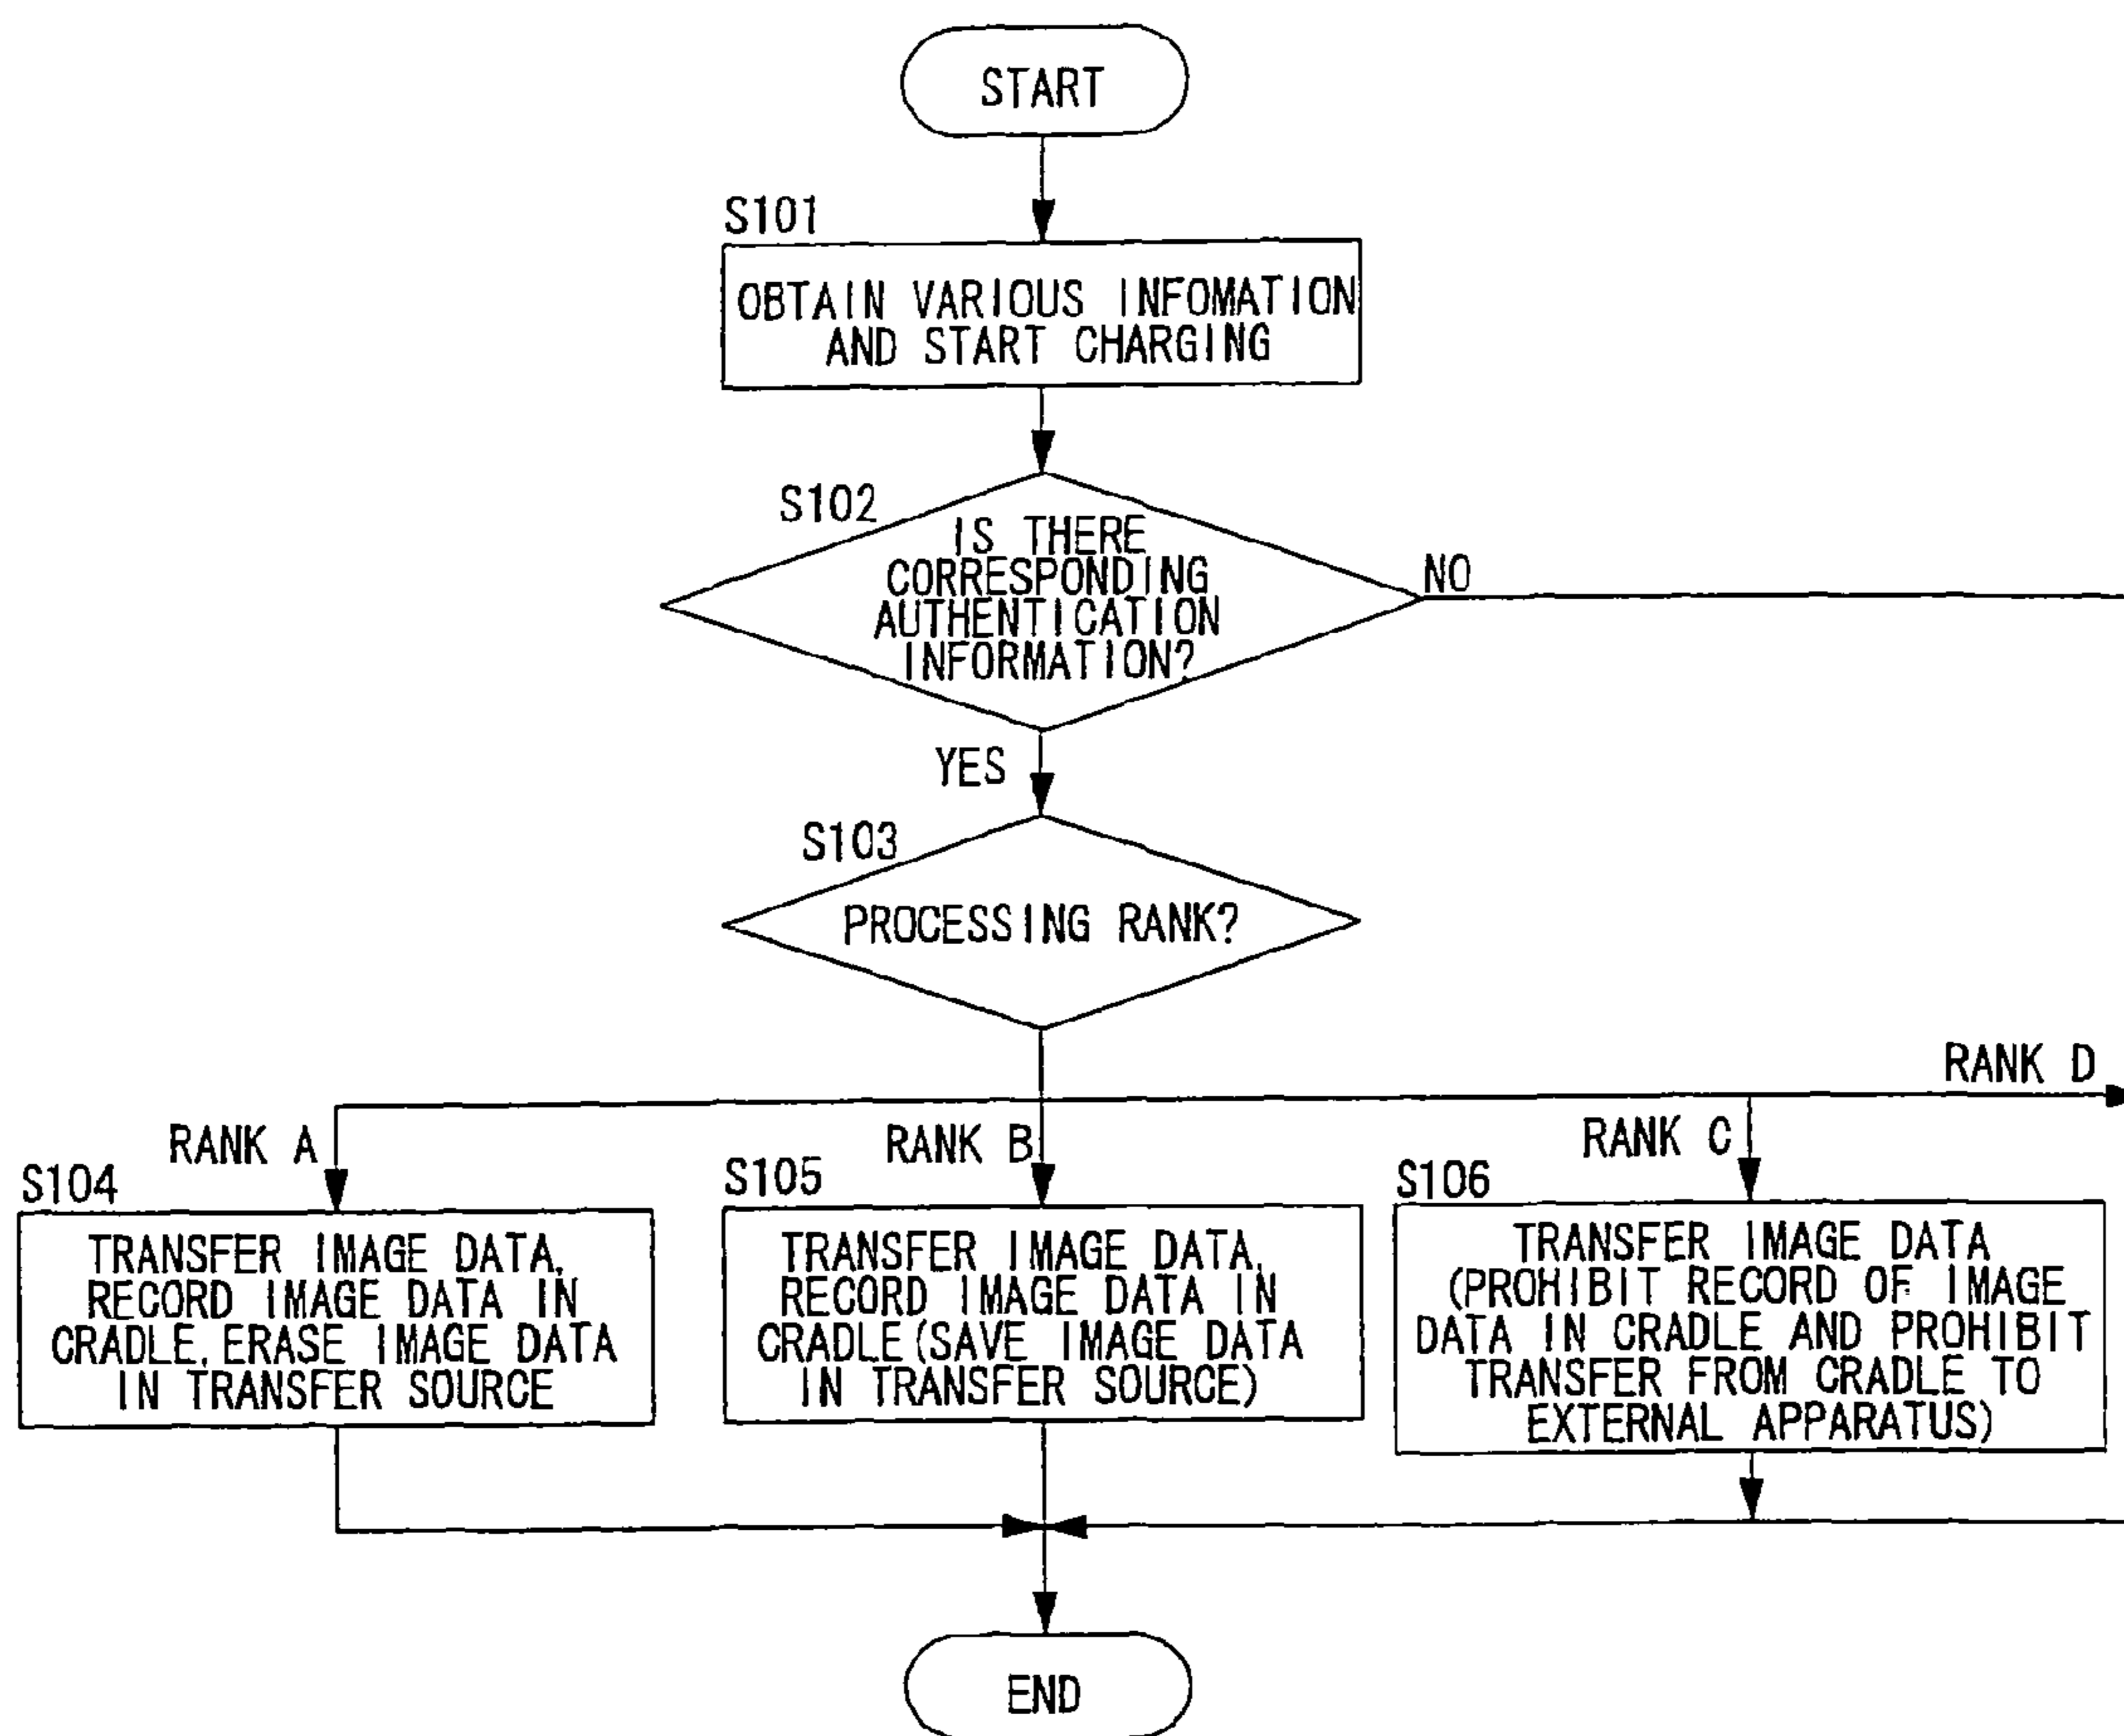 START
S101
OBTAIN VARIOUS INFOMATION
AND START CHARGING
S102
IS THERE
CORRESPONDING
AUTHENTICATION
INFORMATION?
NO
YES
S103
PROCESSING RANK?
RANK D
RANK A
RANK B
RANK C
S104
TRANSFER IMAGE DATA,
RECORD IMAGE DATA IN
CRADLE, ERASE IMAGE DATA
IN TRANSFER SOURCE
S105
TRANSFER IMAGE DATA,
RECORD IMAGE DATA IN
CRADLE(SAVE IMAGE DATA
IN TRANSFER SOURCE)
S106
TRANSFER IMAGE DATA
(PROHIBIT RECORD OF IMAGE
DATA IN CRADLE AND PROHIBIT
TRANSFER FROM CRADLE TO
EXTERNAL APPARATUS)
END